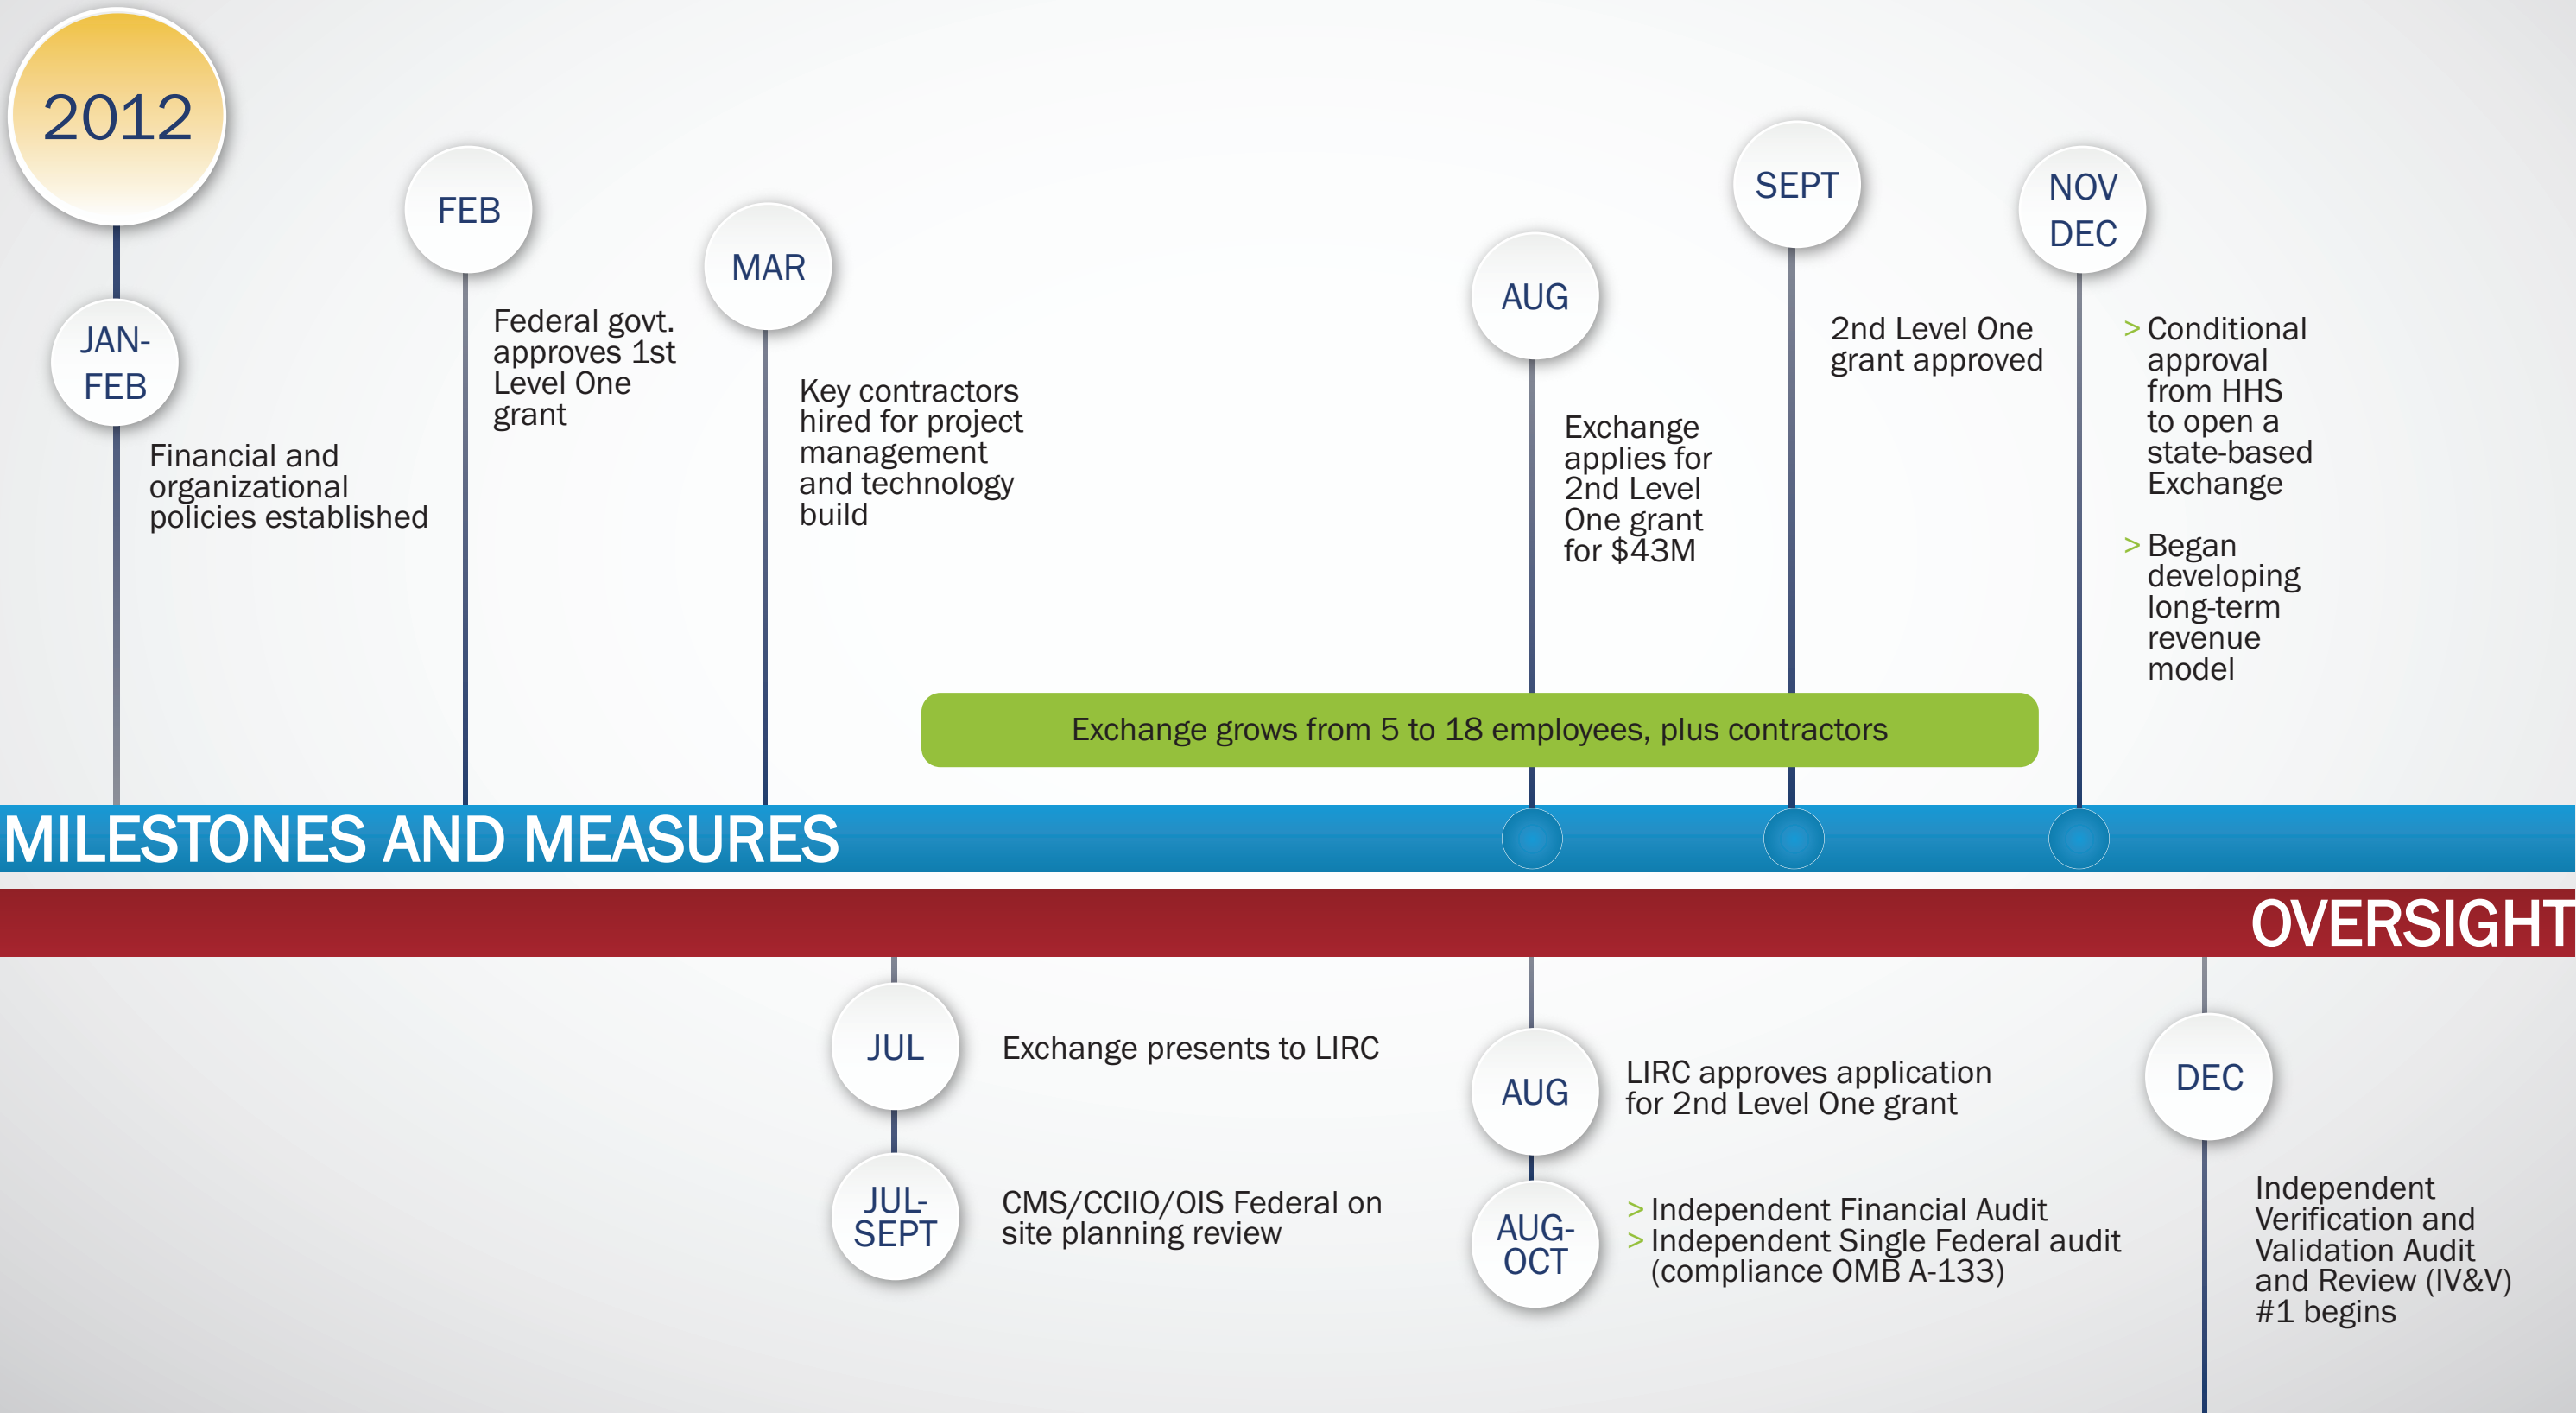 2012
JAN-
FEB
Financial and
organizational
policies established
FEB
Federal govt.
approves 1st
Level One
grant
MAR
Key contractors
hired for project
management
and technology
build
AUG
Exchange
applies for
2nd Level
One grant
for $43M
SEPT
2nd Level One
grant approved
NOV
DEC
> Conditional
approval
from HHS
to open a
state-based
Exchange
> Began
developing
long-term
revenue
model
Exchange grows from 5 to 18 employees, plus contractors
MILESTONES AND MEASURES
OVERSIGHT
JUL
Exchange presents to LIRC
JUL-
SEPT
CMS/CCIIO/OIS Federal on
site planning review
AUG
LIRC approves application
for 2nd Level One grant
AUG-
OCT
> Independent Financial Audit
> Independent Single Federal audit
(compliance OMB A-133)
DEC
Independent
Verification and
Validation Audit
and Review (IV&V)
#1 begins